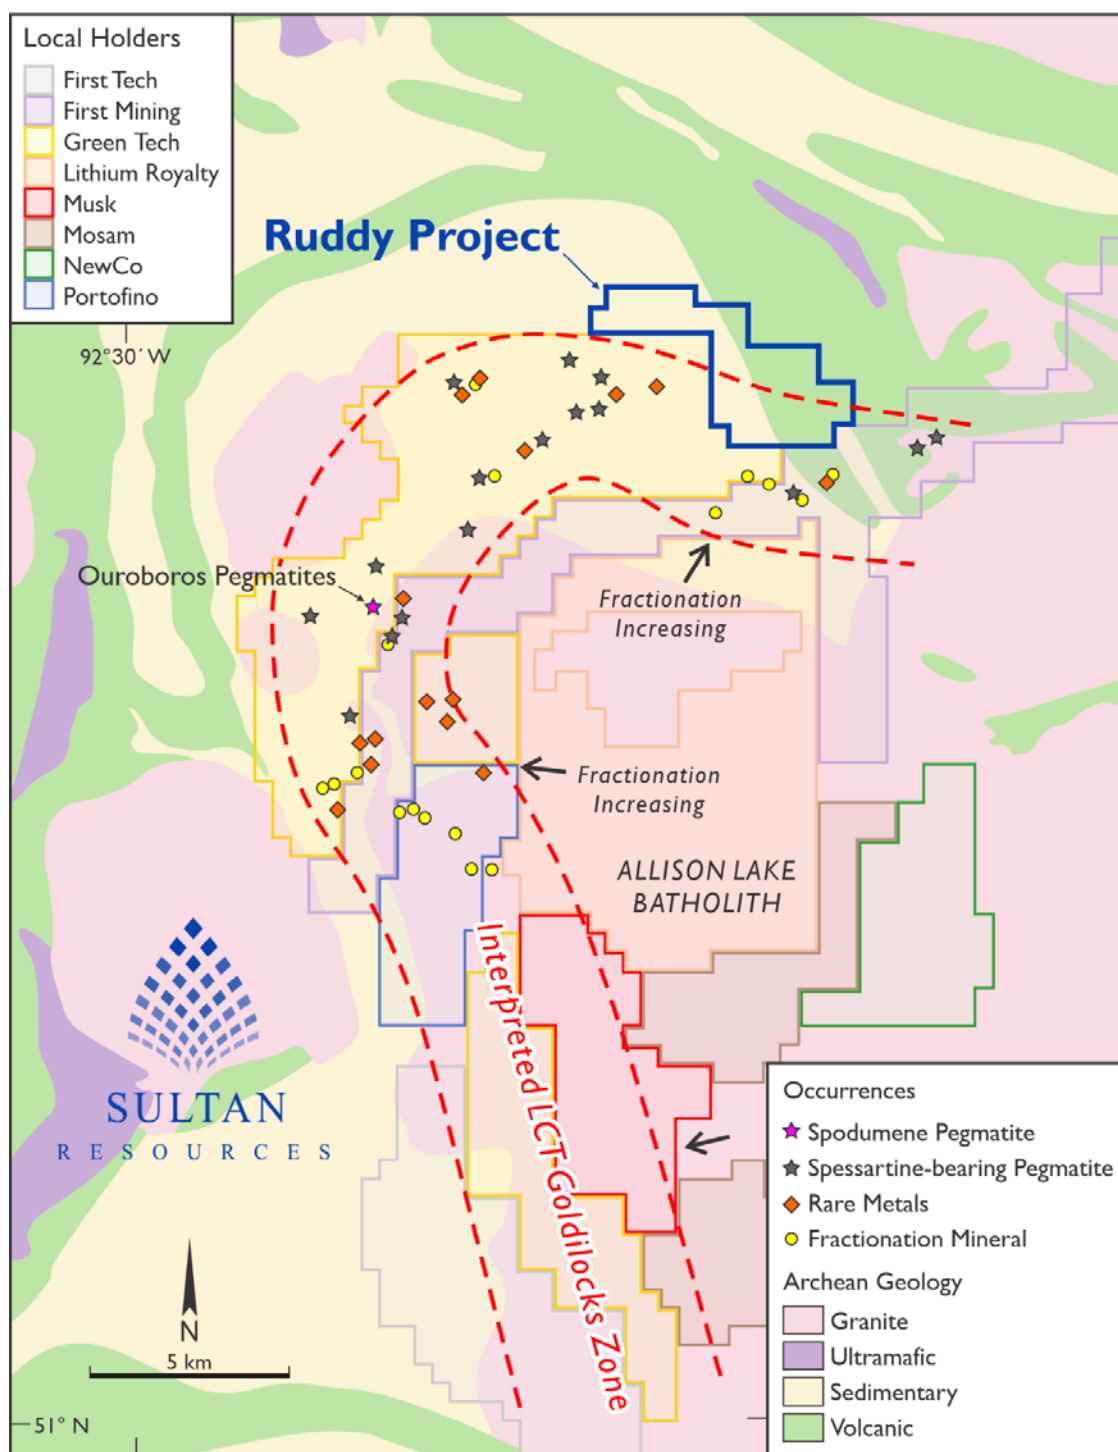 Local Holders
First Tech
First Mining
Green Tech
Lithium Royalty
Musk
Mosam
NewCo
Portofino
Ruddy Project
92°30´W
Ouroboros Pegmatites
Fractionation
Increasing
Fractionation
Increasing
ALLISON LAKE
BATHOLITH
Interpreted LCT Goldilocks Zone
SULTAN
RESOURCES
N
5 km
51° N
Occurrences
Spodumene Pegmatite
Spessartine-bearing Pegmatite
Rare Metals
Fractionation Mineral
Archean Geology
Granite
Ultramafic
Sedimentary
Volcanic